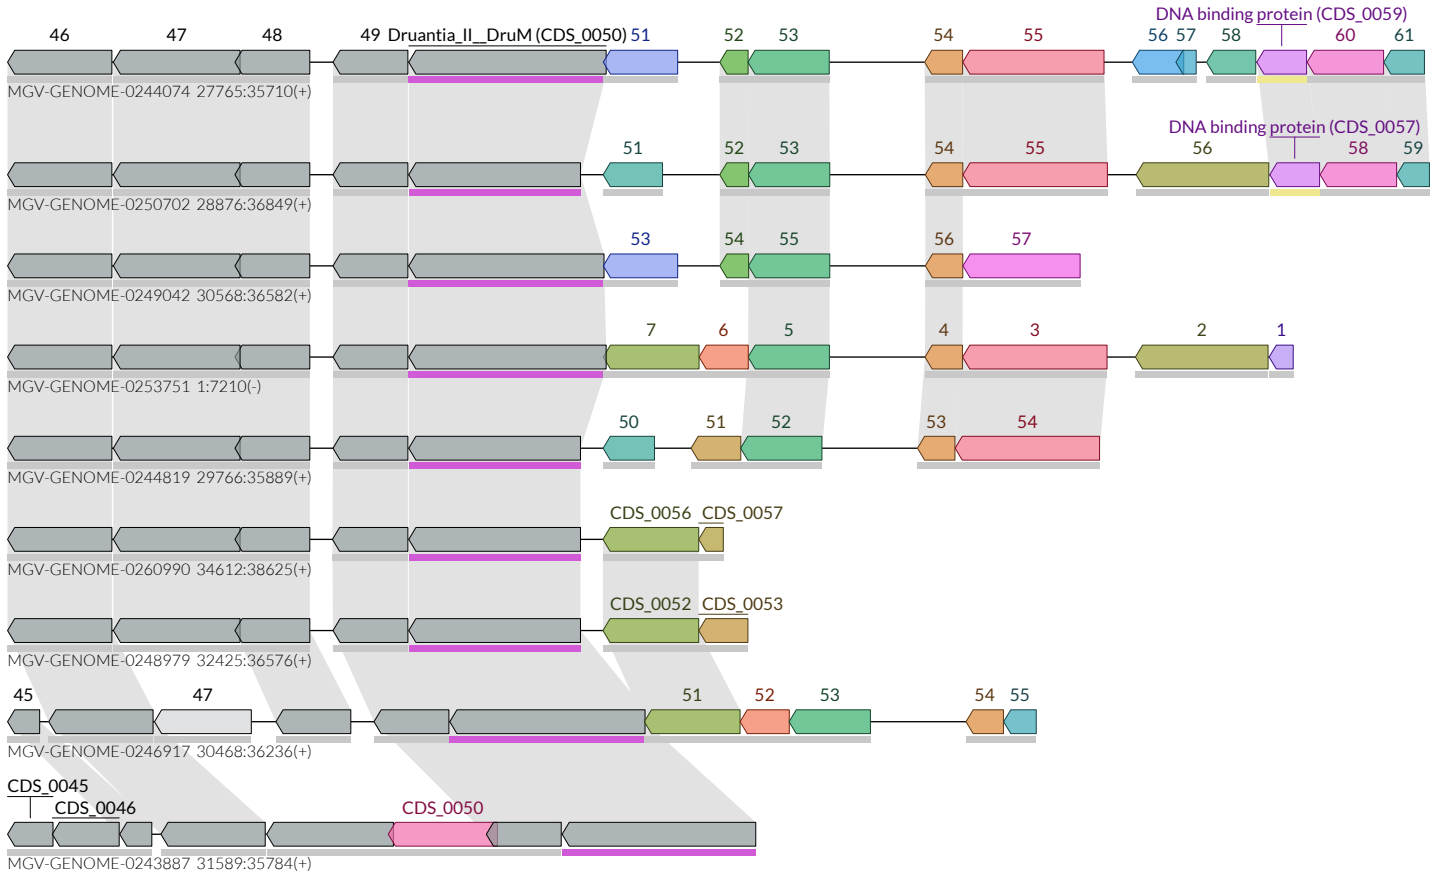 DNA binding protein (CDS_0059)
46 47 48 49 Druantia_II__DruM (CDS_0050) 51 52 53 54 55 56 57 58 60 61
MGV-GENOME-0244074 27765:35710(+)
DNA binding protein (CDS_0057)
51 52 53 54 55 56 58 59
MGV-GENOME-0250702 28876:36849(+)
53 54 55 56 57
MGV-GENOME-0249042 30568:36582(+)
7 6 5 4 3 2 1
MGV-GENOME-0253751 1:7210(-)
50 51 52 53 54
MGV-GENOME-0244819 29766:35889(+)
CDS_0056 CDS_0057
MGV-GENOME-0260990 34612:38625(+)
CDS_0052 CDS_0053
MGV-GENOME-0248979 32425:36576(+)
45 47 51 52 53 54 55
MGV-GENOME-0246917 30468:36236(+)
CDS_0045
CDS_0046 CDS_0050
MGV-GENOME-0243887 31589:35784(+)